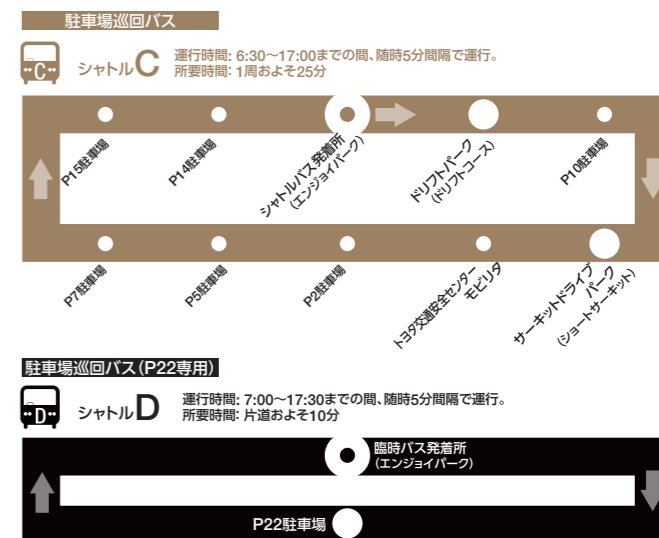 駐車場巡回バス
C
シャトルC
運行時間: 6:30〜17:00までの間、随時5分間隔で運行。
所要時間: 1周およそ25分
P15駐車場
P14駐車場
シャトルバス発着所
(エンジョイパーク)
ドリフトパーク
(ドリフトコース)
P10駐車場
P7駐車場
P5駐車場
P2駐車場
トヨタ交通安全センター
モビリタ
サーキットドライブ
パーク
(ショートサーキット)
駐車場巡回バス(P22専用)
D
シャトルD
運行時間: 7:00〜17:30までの間、随時5分間隔で運行。
所要時間: 片道およそ10分
臨時バス発着所
(エンジョイパーク)
P22駐車場